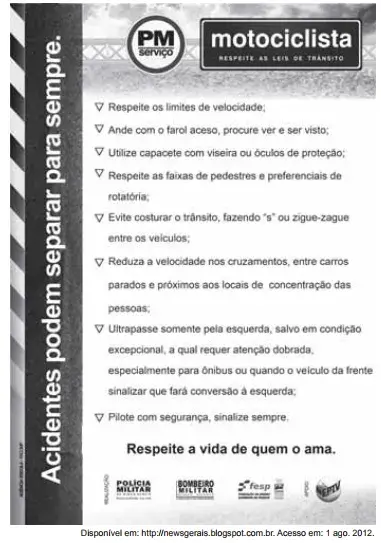 PM
serviço
motociclista
RESPEITE AS LEIS DE TRÂNSITO
Acidentes podem separar para sempre.
▽ Respeite os limites de velocidade;
▽ Ande com o farol aceso, procure ver e ser visto;
▽ Utilize capacete com viseira ou óculos de proteção;
▽ Respeite as faixas de pedestres e preferenciais de
rotatória;
▽ Evite costurar o trânsito, fazendo “s” ou zigue-zague
entre os veículos;
▽ Reduza a velocidade nos cruzamentos, entre carros
parados e próximos aos locais de concentração das
pessoas;
▽ Ultrapasse somente pela esquerda, salvo em condição
excepcional, a qual requer atenção dobrada,
especialmente para ônibus ou quando o veículo da frente
sinalizar que fará conversão à esquerda;
▽ Pilote com segurança, sinalize sempre.
Respeite a vida de quem o ama.
REALIZAÇÃO
POLÍCIA
MILITAR
BOMBEIRO
MILITAR
fesp
APOIO
Disponível em: http://newsgerais.blogspot.com.br. Acesso em: 1 ago. 2012.